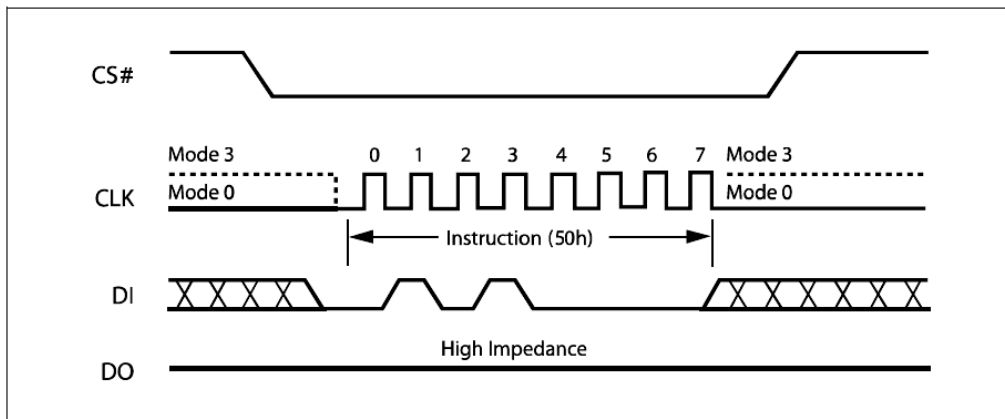 CS#
Mode 3
0 1 2 3 4 5 6 7
Mode 3
CLK
Mode 0
Mode 0
Instruction (50h)
DI
High Impedance
DO